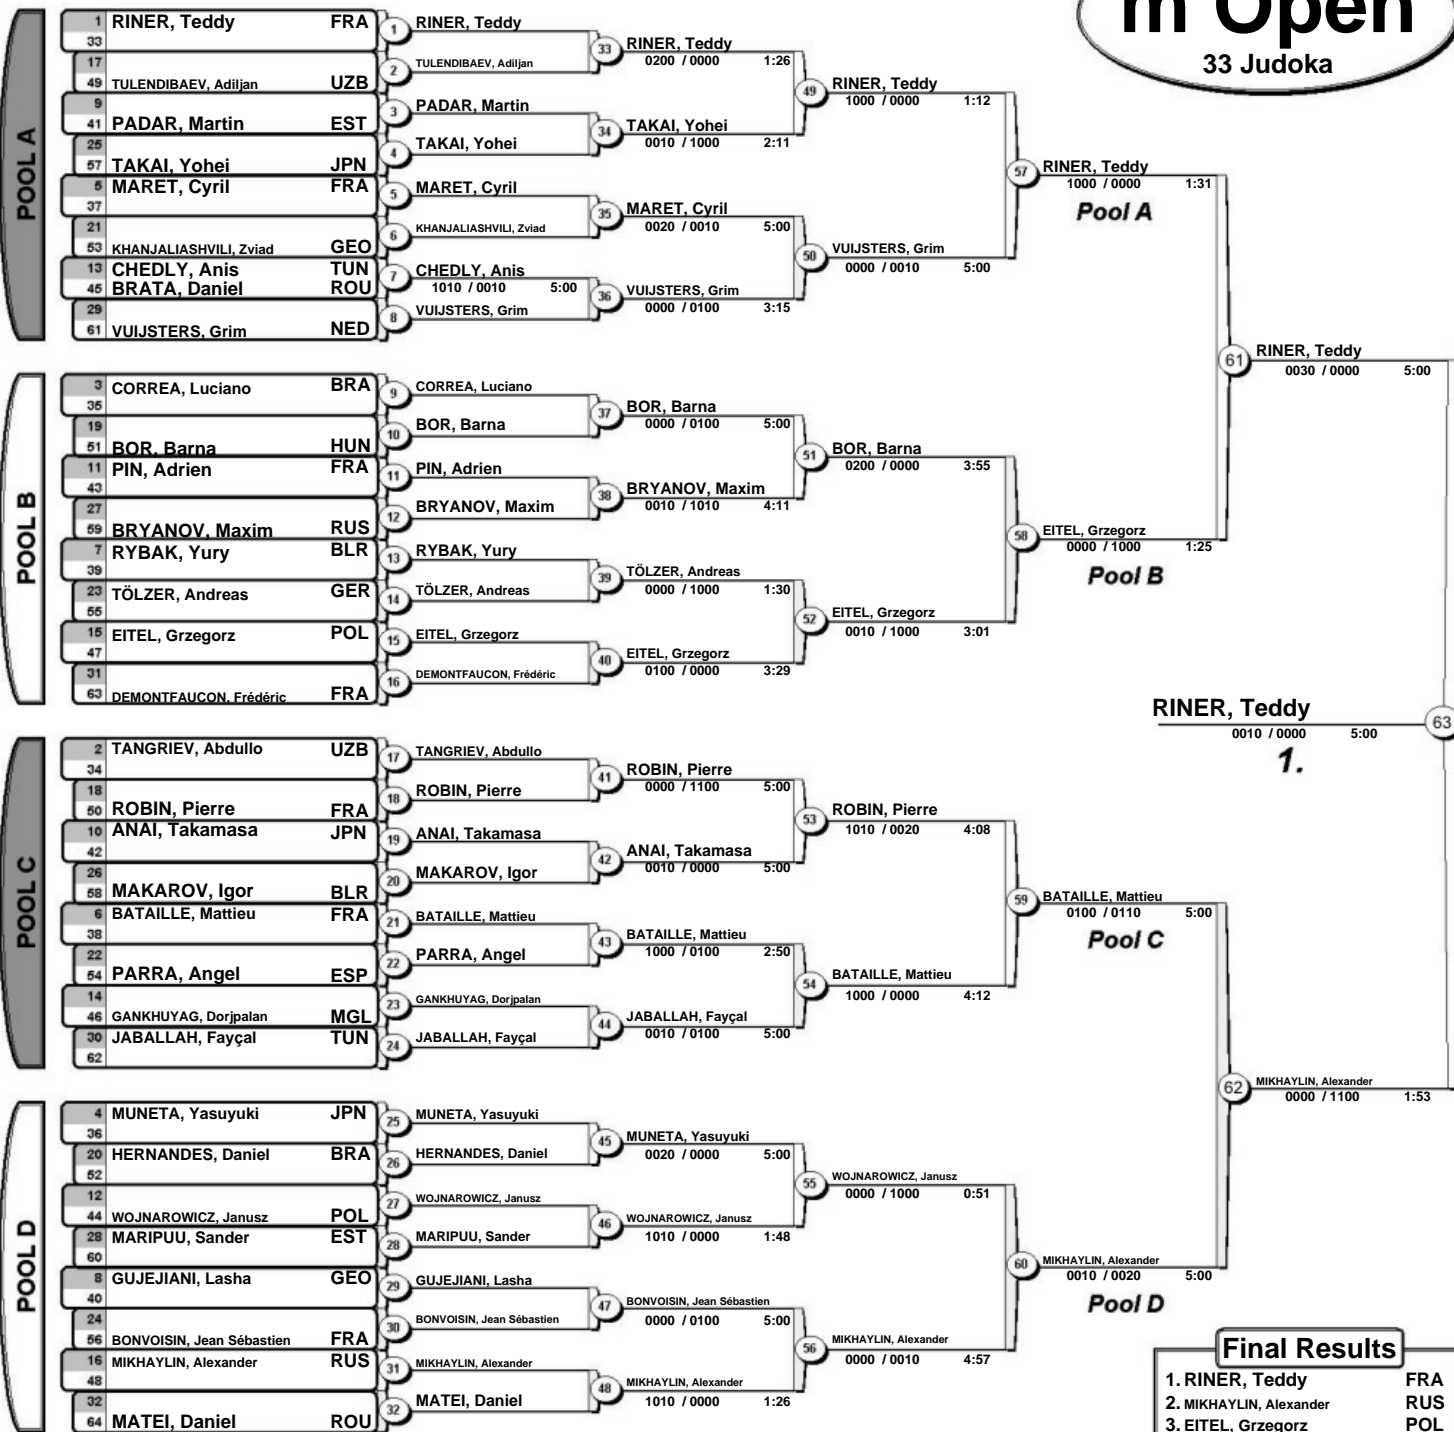 m Open
33 Judoka
POOL A
1 RINER, Teddy FRA
33
17
49 TULENDIBAEV, Adiljan UZB
9
41 PADAR, Martin EST
25
57 TAKAI, Yohei JPN
5 MARET, Cyril FRA
37
21
53 KHANJALIASHVILI, Zviad GEO
13 CHEDLY, Anis TUN
45 BRATA, Daniel ROU
29
61 VUIJSTERS, Grim NED
1 RINER, Teddy
2 TULENDIBAEV, Adiljan
3 PADAR, Martin
4 TAKAI, Yohei
5 MARET, Cyril
6 KHANJALIASHVILI, Zviad
7 CHEDLY, Anis
1010 / 0010 5:00
8 VUIJSTERS, Grim
33 RINER, Teddy
0200 / 0000 1:26
34 TAKAI, Yohei
0010 / 1000 2:11
35 MARET, Cyril
0020 / 0010 5:00
36 VUIJSTERS, Grim
0000 / 0100 3:15
49 RINER, Teddy
1000 / 0000 1:12
50 VUIJSTERS, Grim
0000 / 0010 5:00
57 RINER, Teddy
1000 / 0000 1:31
Pool A
POOL B
3 CORREA, Luciano BRA
35
19
51 BOR, Barna HUN
11 PIN, Adrien FRA
43
27
59 BRYANOV, Maxim RUS
7 RYBAK, Yury BLR
39
23 TÖLZER, Andreas GER
55
15 EITEL, Grzegorz POL
47
31
63 DEMONTFAUCON, Frédéric FRA
9 CORREA, Luciano
10 BOR, Barna
11 PIN, Adrien
12 BRYANOV, Maxim
13 RYBAK, Yury
14 TÖLZER, Andreas
15 EITEL, Grzegorz
16 DEMONTFAUCON, Frédéric
37 BOR, Barna
0000 / 0100 5:00
38 BRYANOV, Maxim
0010 / 1010 4:11
39 TÖLZER, Andreas
0000 / 1000 1:30
40 EITEL, Grzegorz
0100 / 0000 3:29
51 BOR, Barna
0200 / 0000 3:55
52 EITEL, Grzegorz
0010 / 1000 3:01
58 EITEL, Grzegorz
0000 / 1000 1:25
Pool B
61 RINER, Teddy
0030 / 0000 5:00
RINER, Teddy
63
0010 / 0000 5:00
1.
POOL C
2 TANGRIEV, Abdullo UZB
34
18
50 ROBIN, Pierre FRA
10 ANAI, Takamasa JPN
42
26
58 MAKAROV, Igor BLR
6 BATAILLE, Mattieu FRA
38
22
54 PARRA, Angel ESP
14
46 GANKHUYAG, Dorjpalan MGL
30 JABALLAH, Fayçal TUN
62
17 TANGRIEV, Abdullo
18 ROBIN, Pierre
19 ANAI, Takamasa
20 MAKAROV, Igor
21 BATAILLE, Mattieu
22 PARRA, Angel
23 GANKHUYAG, Dorjpalan
24 JABALLAH, Fayçal
41 ROBIN, Pierre
0000 / 1100 5:00
42 ANAI, Takamasa
0010 / 0000 5:00
43 BATAILLE, Mattieu
1000 / 0100 2:50
44 JABALLAH, Fayçal
0010 / 0100 5:00
53 ROBIN, Pierre
1010 / 0020 4:08
54 BATAILLE, Mattieu
1000 / 0000 4:12
59 BATAILLE, Mattieu
0100 / 0110 5:00
Pool C
POOL D
4 MUNETA, Yasuyuki JPN
36
20 HERNANDES, Daniel BRA
52
12
44 WOJNAROWICZ, Janusz POL
28 MARIPUU, Sander EST
60
8 GUJEJIANI, Lasha GEO
40
24
56 BONVOISIN, Jean Sébastien FRA
16 MIKHAYLIN, Alexander RUS
48
32
64 MATEI, Daniel ROU
25 MUNETA, Yasuyuki
26 HERNANDES, Daniel
27 WOJNAROWICZ, Janusz
28 MARIPUU, Sander
29 GUJEJIANI, Lasha
30 BONVOISIN, Jean Sébastien
31 MIKHAYLIN, Alexander
32 MATEI, Daniel
45 MUNETA, Yasuyuki
0020 / 0000 5:00
46 WOJNAROWICZ, Janusz
1010 / 0000 1:48
47 BONVOISIN, Jean Sébastien
0000 / 0100 5:00
48 MIKHAYLIN, Alexander
1010 / 0000 1:26
55 WOJNAROWICZ, Janusz
0000 / 1000 0:51
56 MIKHAYLIN, Alexander
0000 / 0010 4:57
60 MIKHAYLIN, Alexander
0010 / 0020 5:00
Pool D
62 MIKHAYLIN, Alexander
0000 / 1100 1:53
Final Results
1. RINER, Teddy FRA
2. MIKHAYLIN, Alexander RUS
3. EITEL, Grzegorz POL